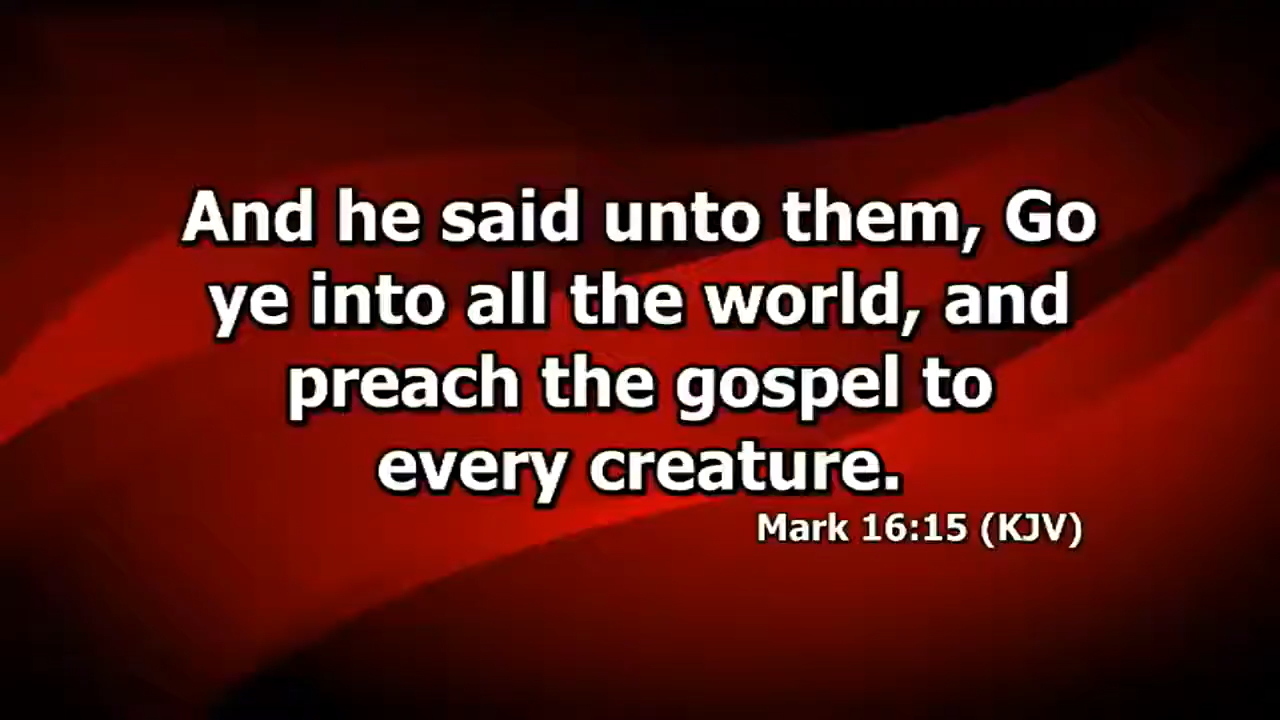 And he said unto them, Go
ye into all the world, and
preach the gospel to
every creature.
Mark 16:15 (KJV)